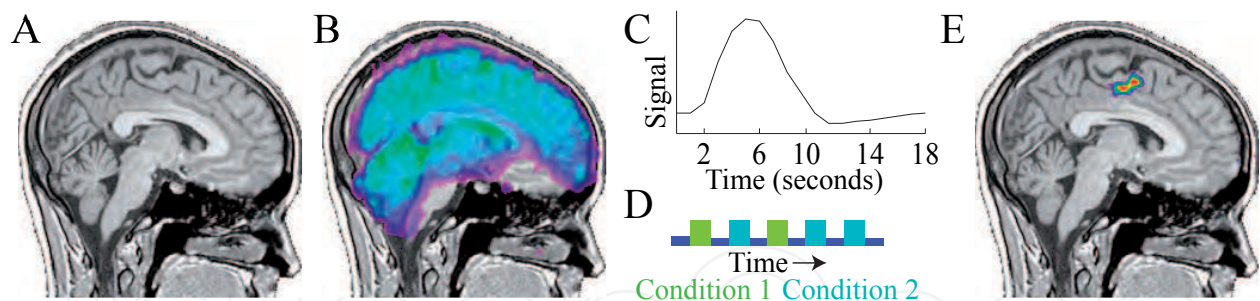 A
B
C
Signal
2 6 10 14 18
Time (seconds)
D
Time
Condition 1 Condition 2
E